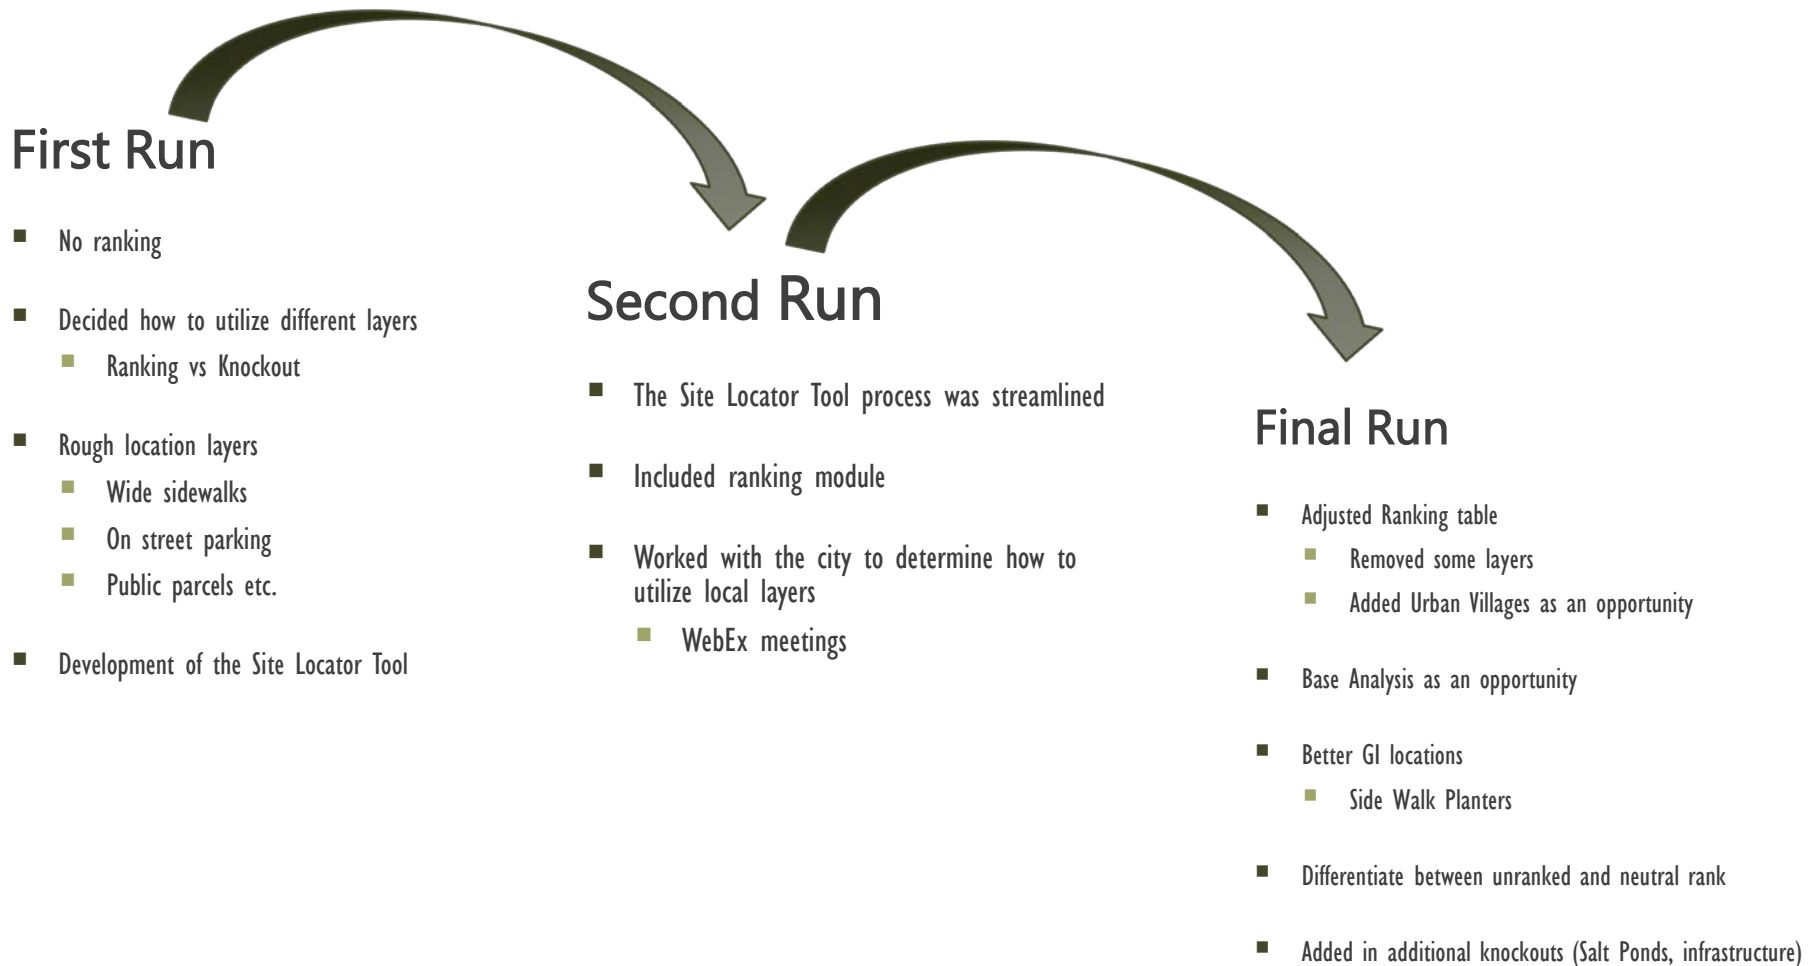 First Run
No ranking
Decided how to utilize different layers
Ranking vs Knockout
Rough location layers
Wide sidewalks
On street parking
Public parcels etc.
Development of the Site Locator Tool
Second Run
The Site Locator Tool process was streamlined
Included ranking module
Worked with the city to determine how to
utilize local layers
WebEx meetings
Final Run
Adjusted Ranking table
Removed some layers
Added Urban Villages as an opportunity
Base Analysis as an opportunity
Better GI locations
Side Walk Planters
Differentiate between unranked and neutral rank
Added in additional knockouts (Salt Ponds, infrastructure)